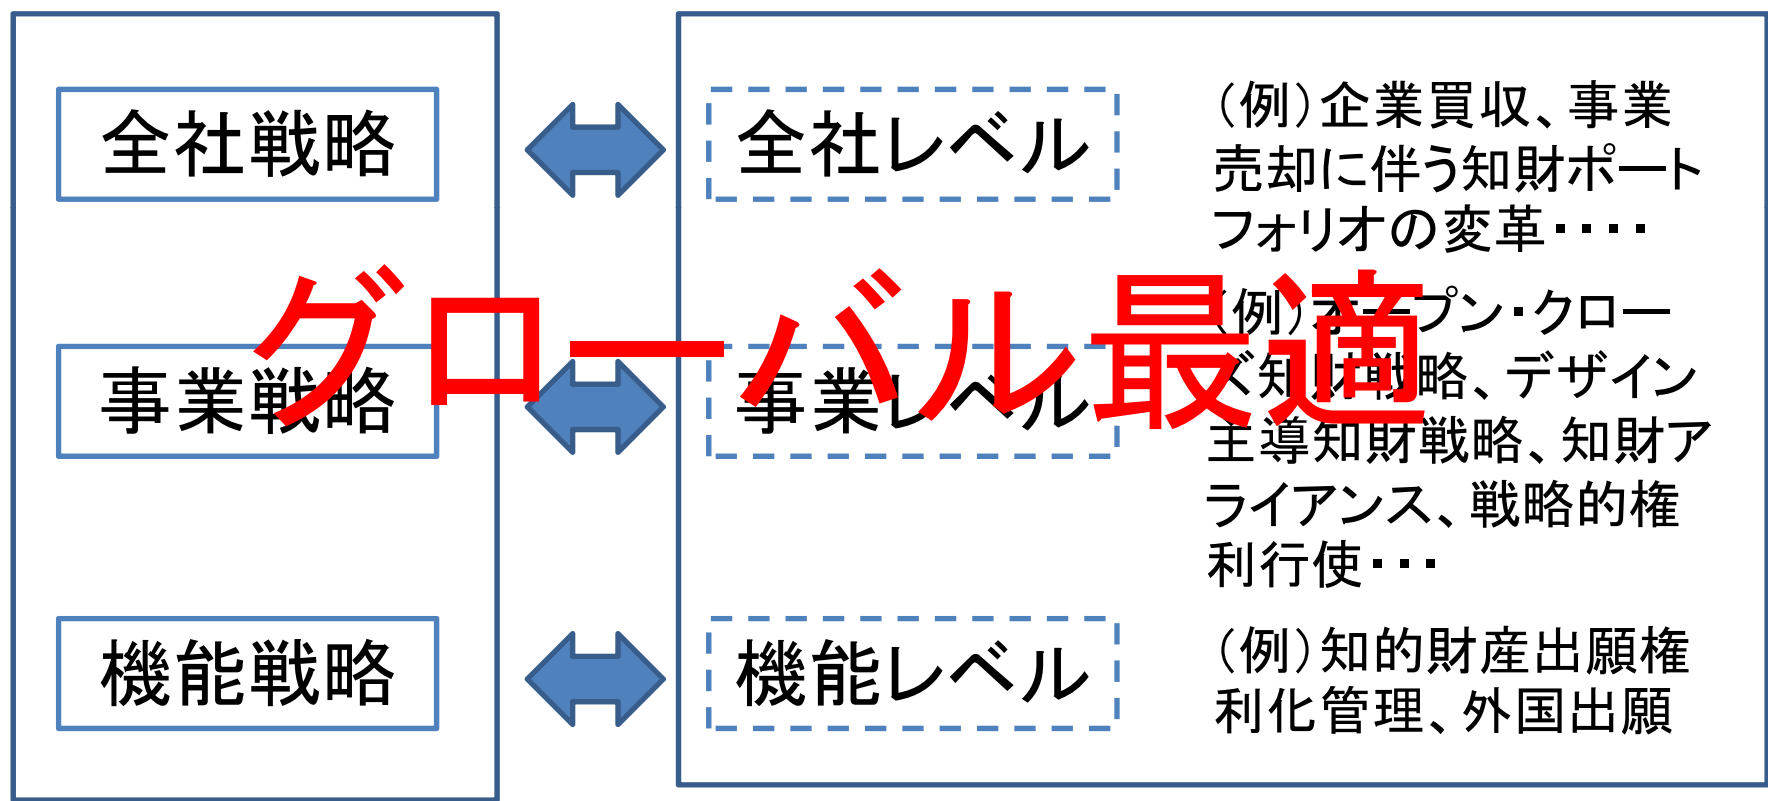 全社戦略
全社レベル
（例）企業買収、事業
売却に伴う知財ポート
フォリオの変革・・・・
グローバル最適
事業戦略
事業レベル
（例）オープン・クロー
ズ知財戦略、デザイン
主導知財戦略、知財ア
ライアンス、戦略的権
利行使・・・
機能戦略
機能レベル
（例）知的財産出願権
利化管理、外国出願